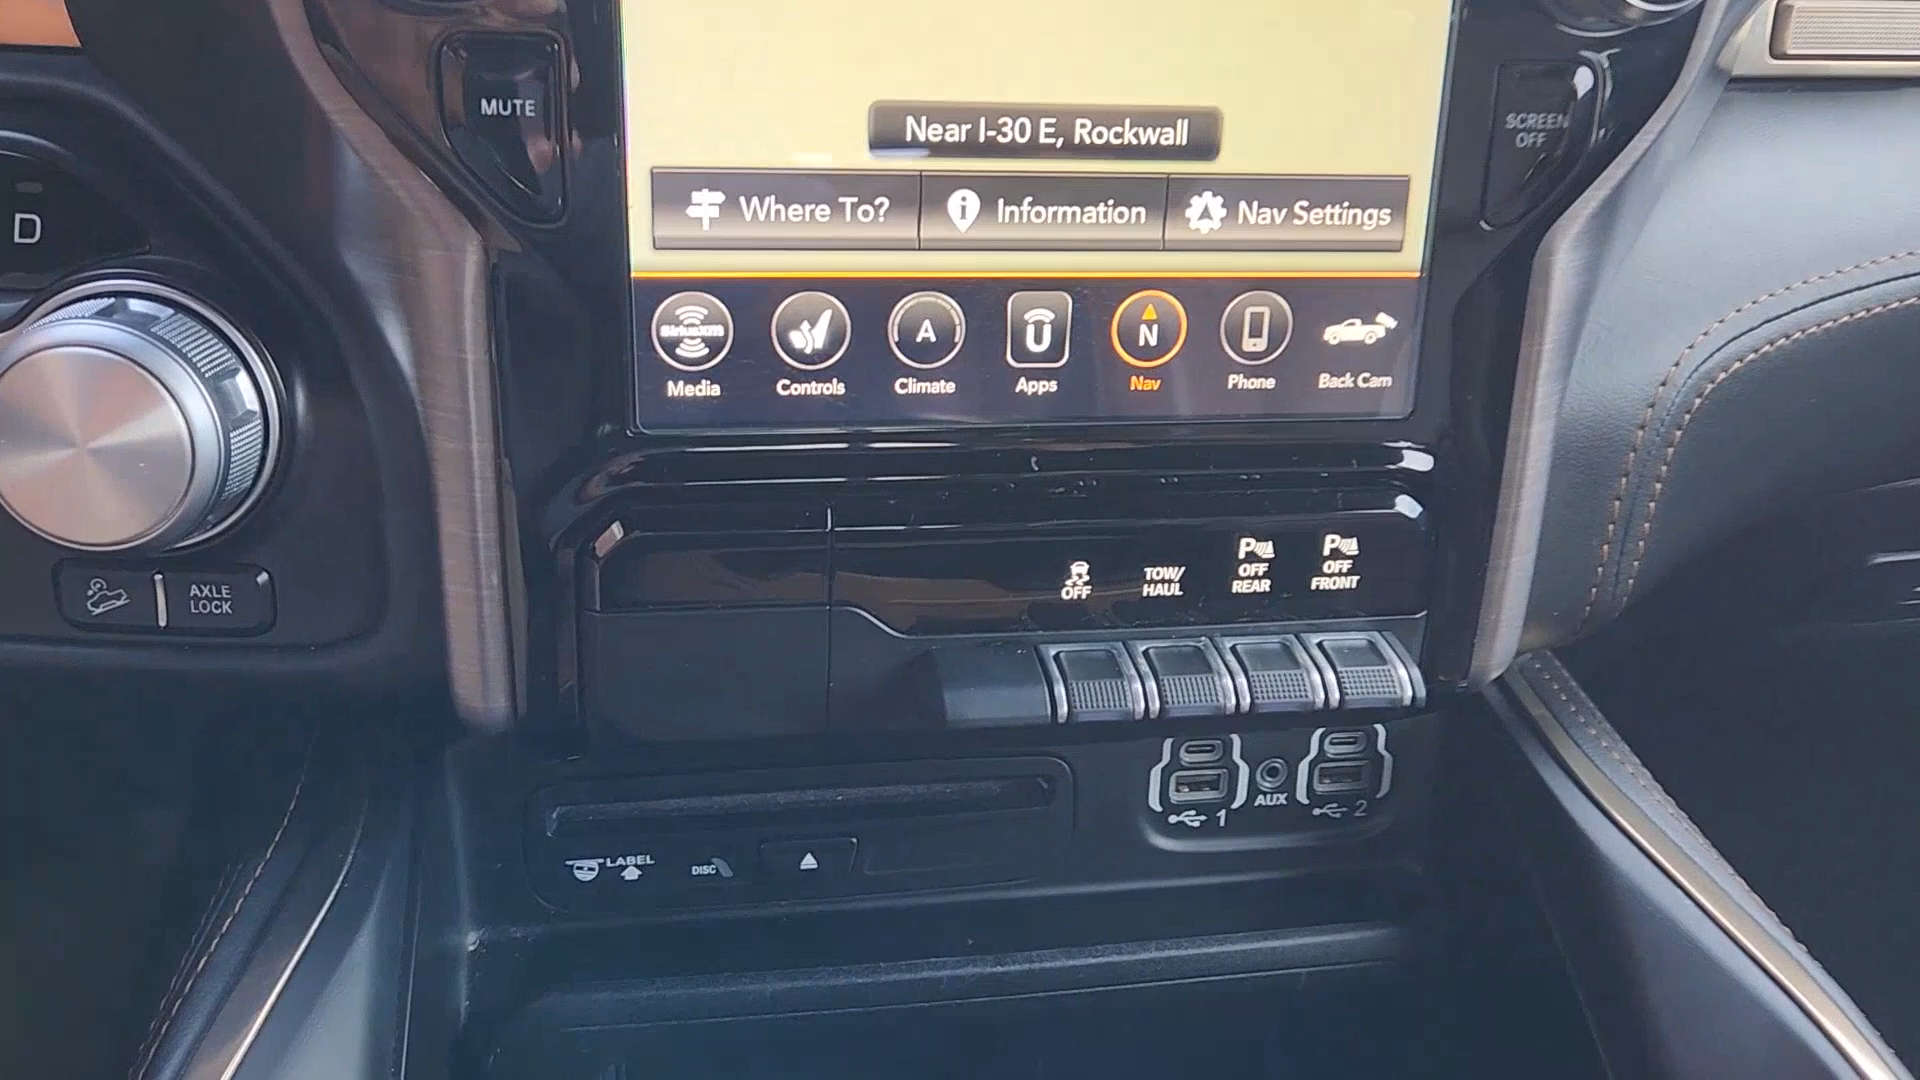 MUTE
SCREEN
OFF
Near I-30 E, Rockwall
D
Where To?
Information
Nav Settings
SiriusXM
A
U
N
Media
Controls
Climate
Apps
Nav
Phone
Back Cam
AXLE
LOCK
OFF
TOW/
HAUL
P
OFF
REAR
P
OFF
FRONT
AUX
1
2
LABEL
DISC